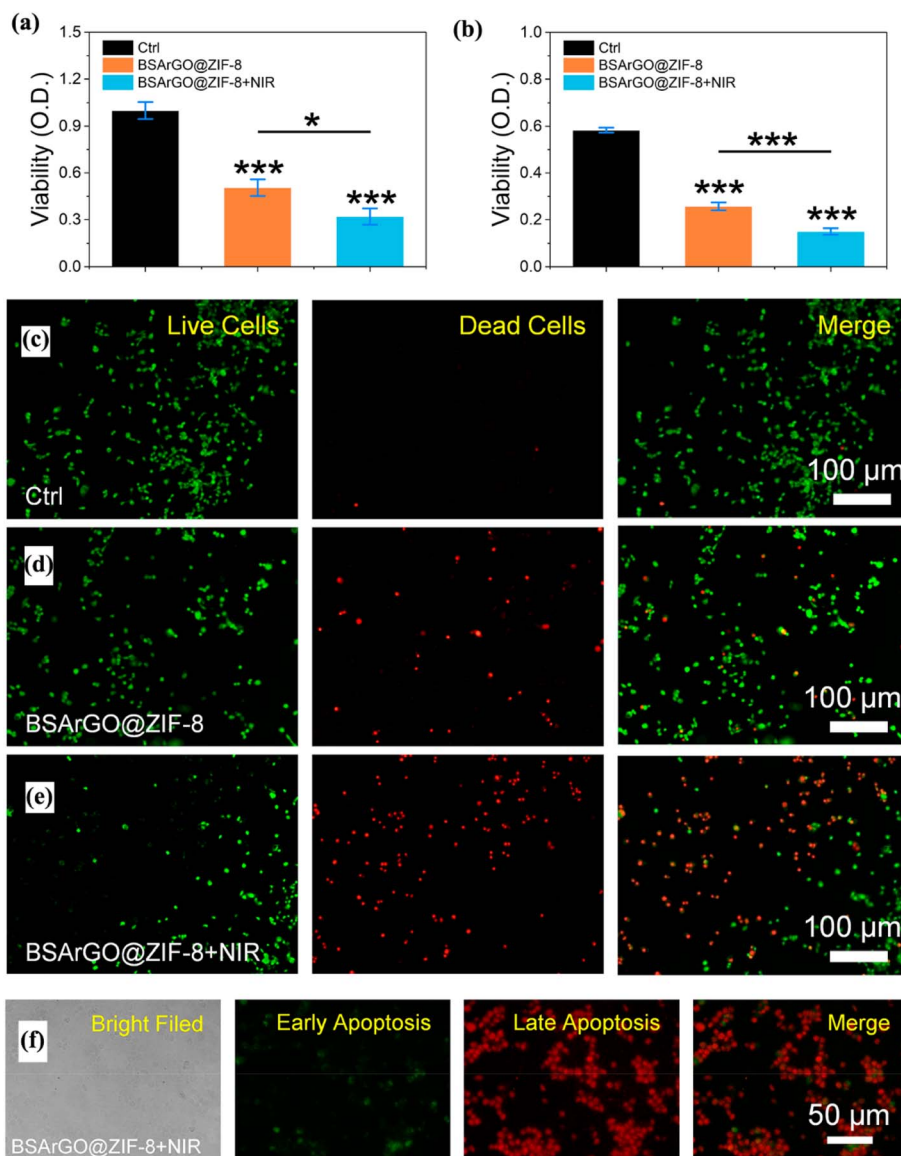 (a)
1.5
1.2
0.9
0.6
0.3
0.0
Viability (O.D.)
Ctrl
BSArGO@ZIF-8
BSArGO@ZIF-8+NIR
*
***
***
(b)
0.8
0.6
0.4
0.2
0.0
Viability (O.D.)
Ctrl
BSArGO@ZIF-8
BSArGO@ZIF-8+NIR
***
***
***
(c)
Live Cells
Dead Cells
Merge
Ctrl
100 µm
(d)
BSArGO@ZIF-8
100 µm
(e)
BSArGO@ZIF-8+NIR
100 µm
(f)
Bright Filed
Early Apoptosis
Late Apoptosis
Merge
BSArGO@ZIF-8+NIR
50 µm